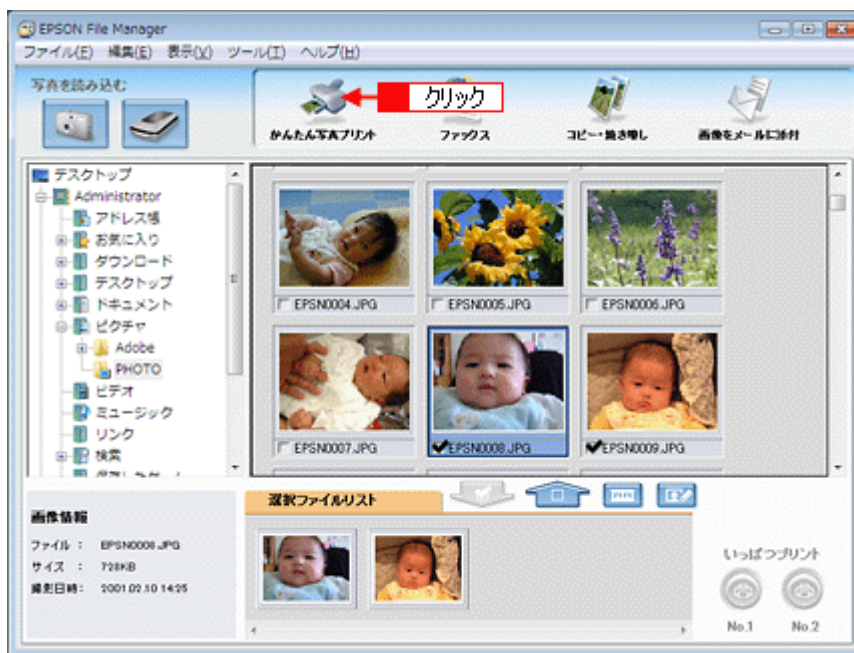 EPSON File Manager
ファイル(F) 編集(E) 表示(V) ツール(T) ヘルプ(H)
写真を読み込む
クリック
かんたん写真プリント ファックス コピー・焼き増し 画像をメールに添付
デスクトップ
Administrator
アドレス帳
お気に入り
ダウンロード
デスクトップ
ドキュメント
ピクチャ
Adobe
PHOTO
ビデオ
ミュージック
リンク
検索
EPSN0004.JPG EPSN0005.JPG EPSN0006.JPG
EPSN0007.JPG EPSN0008.JPG EPSN0009.JPG
選択ファイルリスト
画像情報
ファイル : EPSN0008.JPG
サイズ : 728KB
撮影日時: 2001.02.10 14:25
いっぱつプリント
No.1 No.2